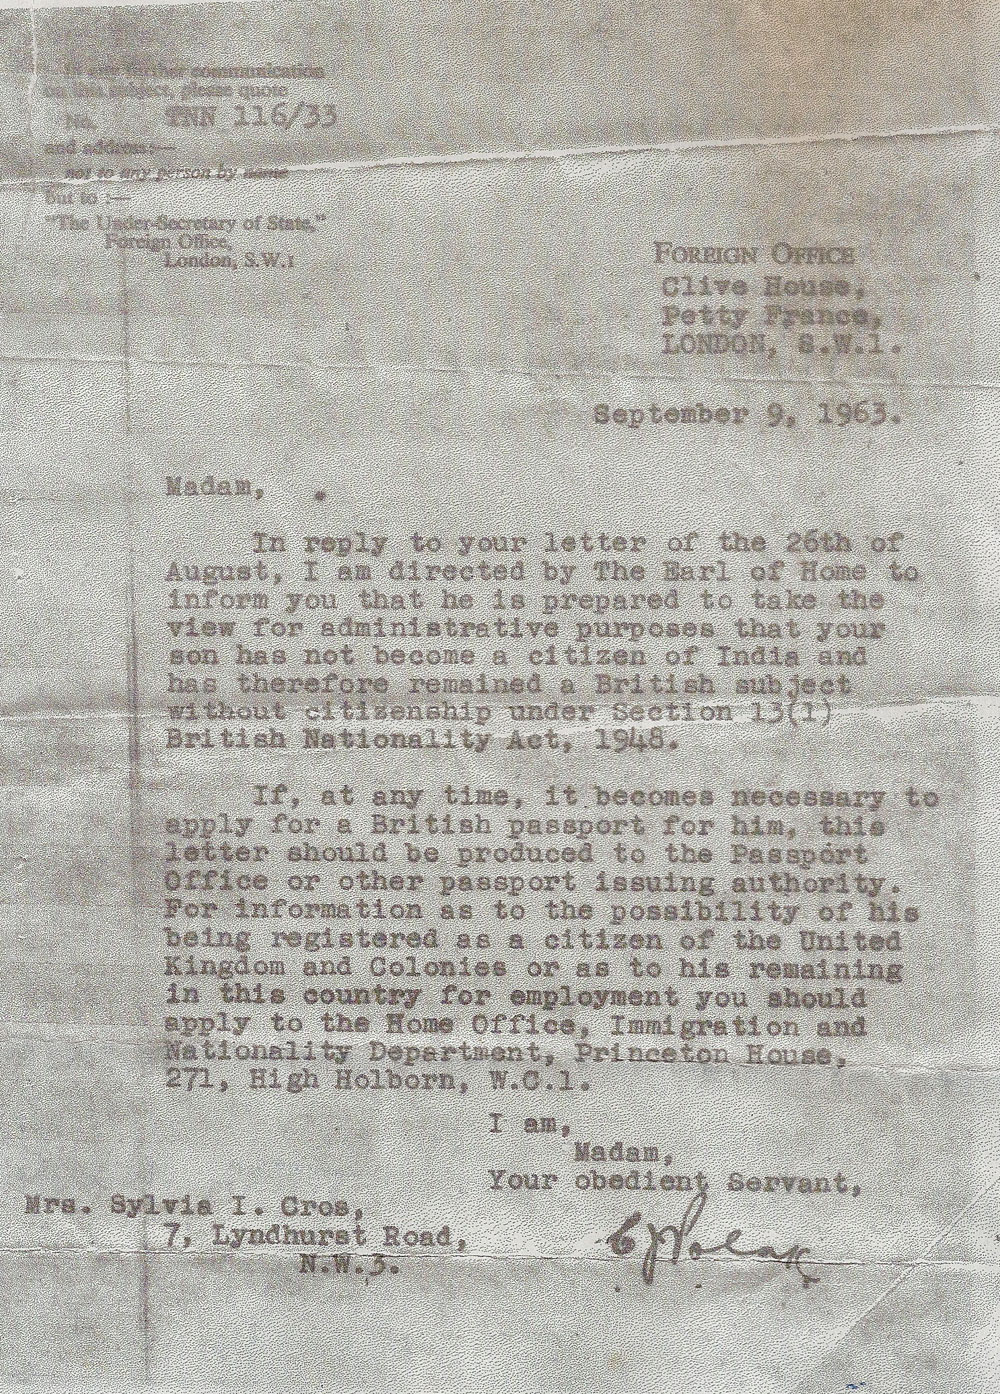 In any further communication
on this subject, please quote
No. TNN 116/33
and address:—
not to any person by name
but to :—
"The Under-Secretary of State,"
Foreign Office,
London, S.W.1
FOREIGN OFFICE
Clive House,
Petty France,
LONDON, S.W.1.
September 9, 1963.
Madam,
In reply to your letter of the 26th of
August, I am directed by The Earl of Home to
inform you that he is prepared to take the
view for administrative purposes that your
son has not become a citizen of India and
has therefore remained a British subject
without citizenship under Section 13(1)
British Nationality Act, 1948.
If, at any time, it becomes necessary to
apply for a British passport for him, this
letter should be produced to the Passport
Office or other passport issuing authority.
For information as to the possibility of his
being registered as a citizen of the United
Kingdom and Colonies or as to his remaining
in this country for employment you should
apply to the Home Office, Immigration and
Nationality Department, Princeton House,
271, High Holborn, W.C.1.
I am,
Madam,
Your obedient Servant,
Mrs. Sylvia I. Cros,
7, Lyndhurst Road,
N.W.3.